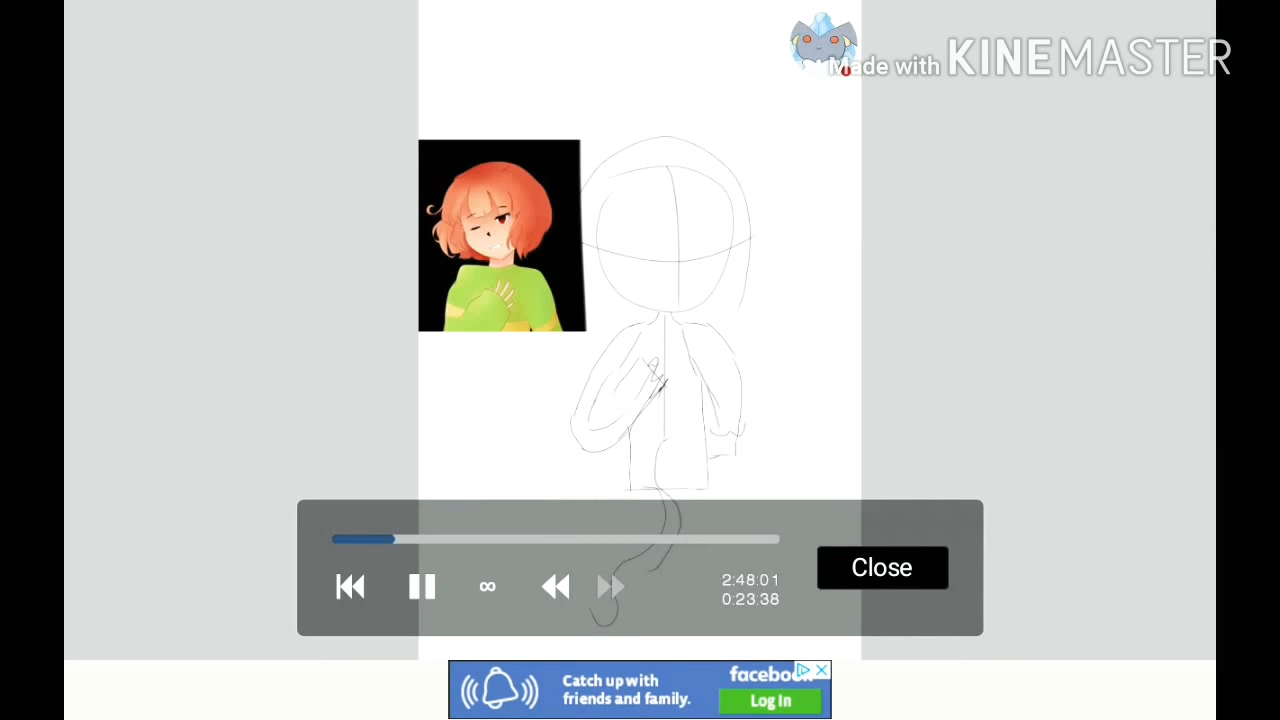 Made with KINEMASTER
Close
2:48:01
0:23:38
Catch up with
friends and family.
facebook
Log In